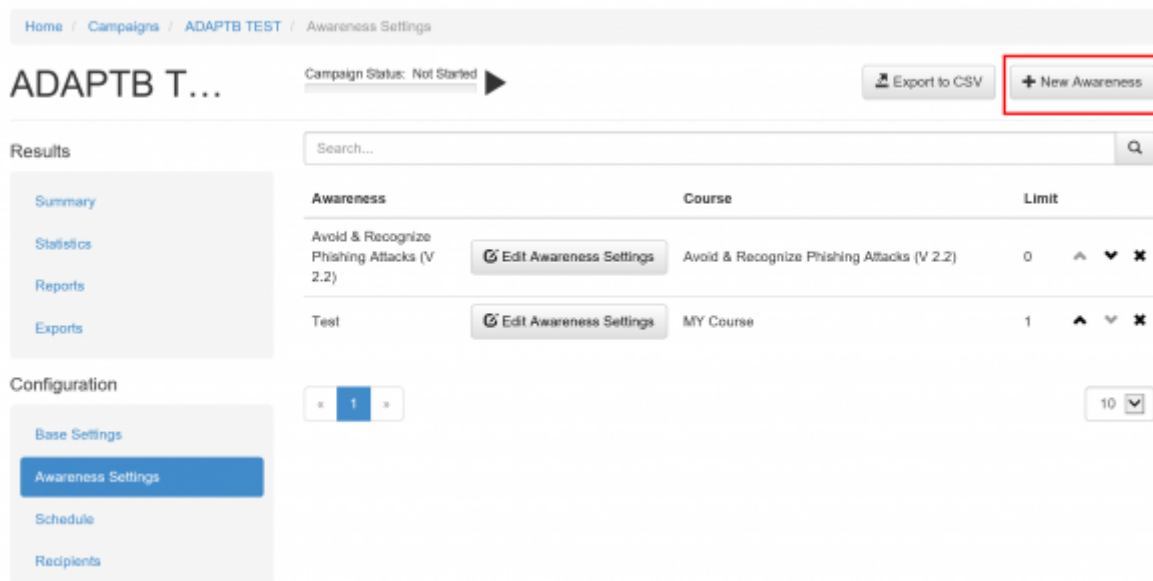 Home / Campaigns / ADAPTB TEST / Awareness Settings
ADAPTB T...
Campaign Status: Not Started
Export to CSV
+ New Awareness
Results
Summary
Statistics
Reports
Exports
Configuration
Base Settings
Awareness Settings
Schedule
Recipients
Search...
Awareness Course Limit
Avoid & Recognize
Phishing Attacks (V
2.2)
Edit Awareness Settings
Avoid & Recognize Phishing Attacks (V 2.2)
0
Test
Edit Awareness Settings
MY Course
1
« 1 »
10